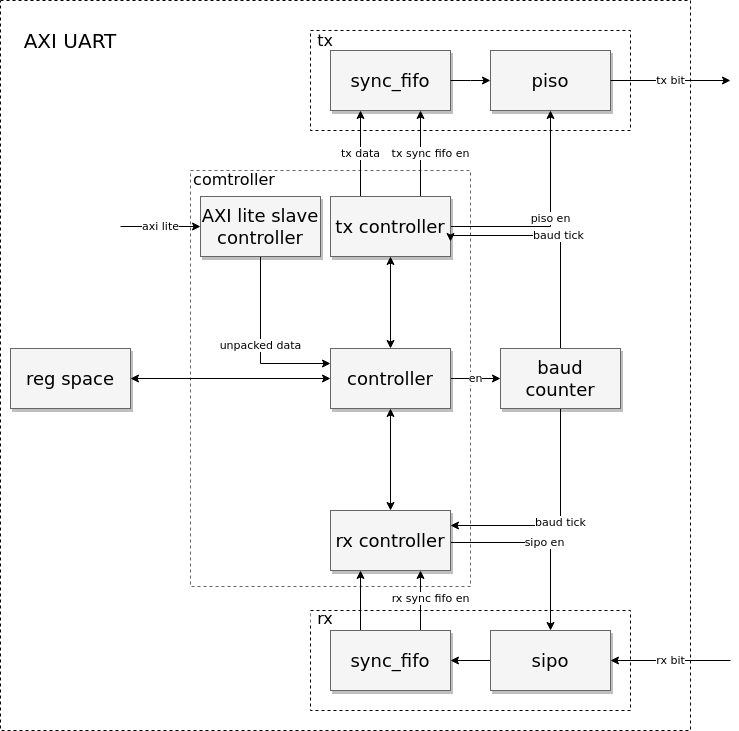 AXI UART
tx
sync_fifo
piso
tx bit
tx data
tx sync fifo en
comtroller
axi lite
AXI lite slave
controller
tx controller
piso en
baud tick
unpacked data
reg space
controller
en
baud
counter
rx controller
baud tick
sipo en
rx sync fifo en
rx
sync_fifo
sipo
rx bit